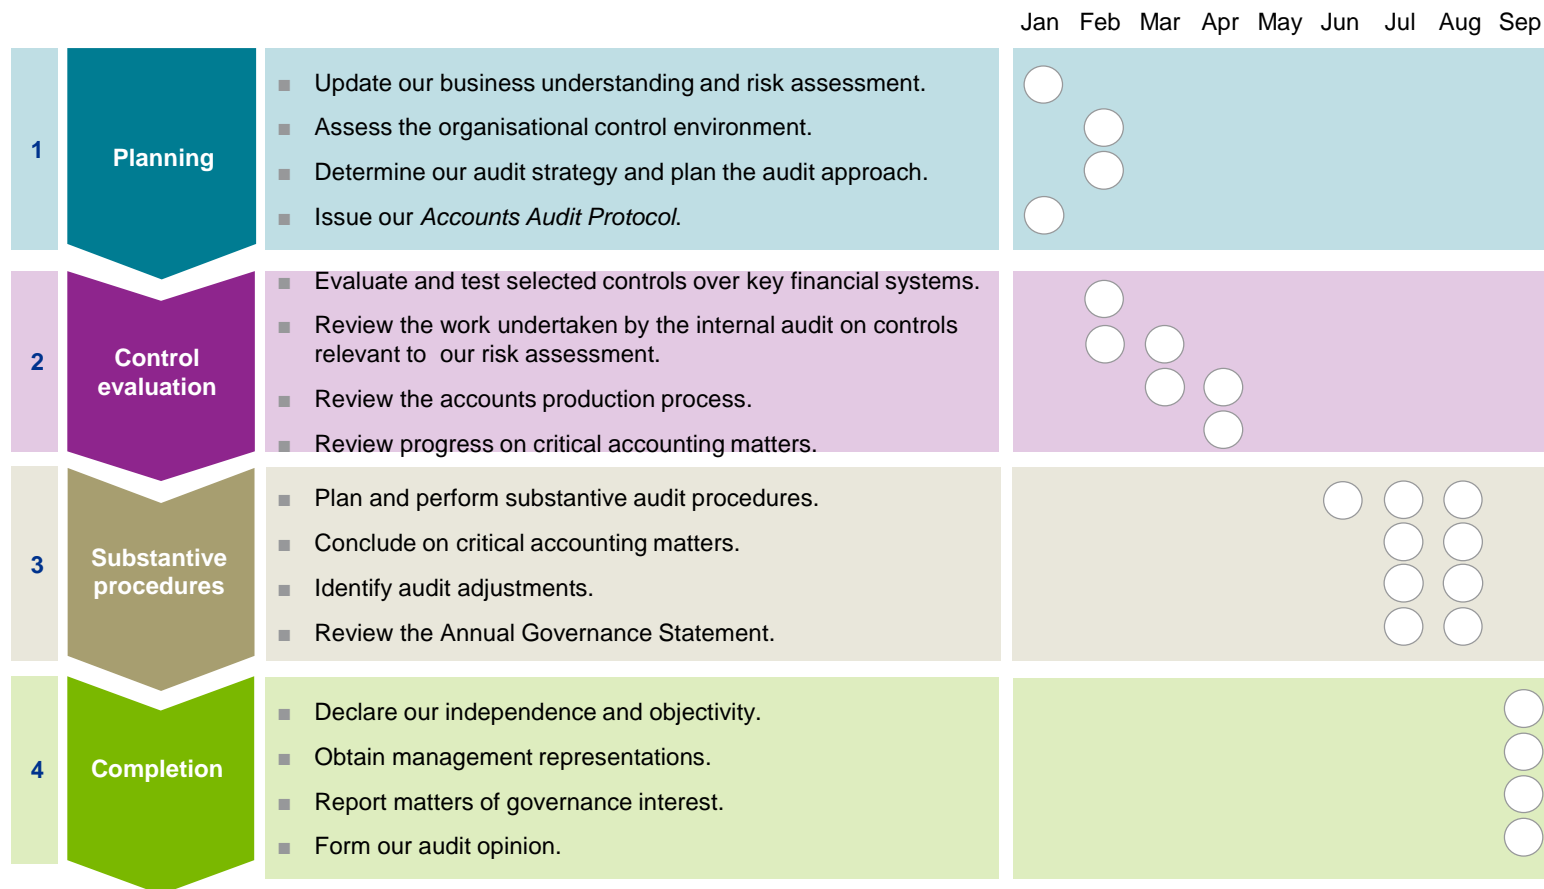 Jan Feb Mar Apr May Jun Jul Aug Sep
1
Planning
■ Update our business understanding and risk assessment.
■ Assess the organisational control environment.
■ Determine our audit strategy and plan the audit approach.
■ Issue our Accounts Audit Protocol.
2
Control
evaluation
■ Evaluate and test selected controls over key financial systems.
■ Review the work undertaken by the internal audit on controls
relevant to  our risk assessment.
■ Review the accounts production process.
■ Review progress on critical accounting matters.
3
Substantive
procedures
■ Plan and perform substantive audit procedures.
■ Conclude on critical accounting matters.
■ Identify audit adjustments.
■ Review the Annual Governance Statement.
4
Completion
■ Declare our independence and objectivity.
■ Obtain management representations.
■ Report matters of governance interest.
■ Form our audit opinion.